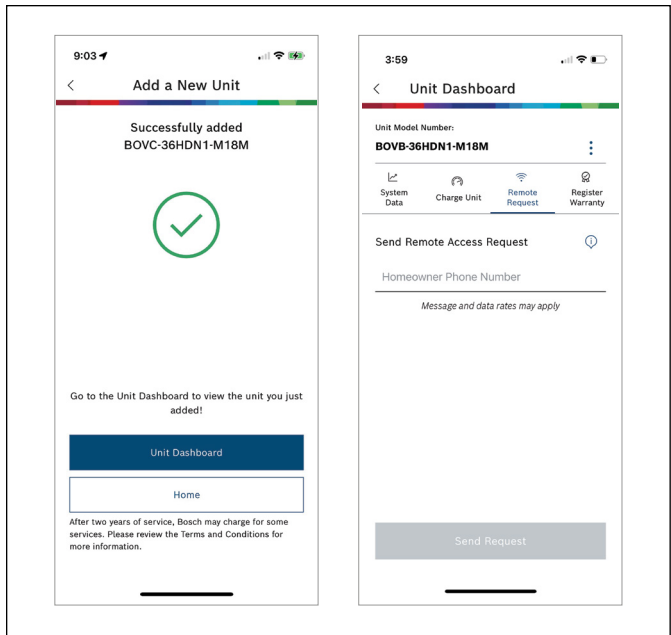 9:03
Add a New Unit
Successfully added
BOVC-36HDN1-M18M
Go to the Unit Dashboard to view the unit you just
added!
Unit Dashboard
Home
After two years of service, Bosch may charge for some
services. Please review the Terms and Conditions for
more information.
3:59
Unit Dashboard
Unit Model Number:
BOVB-36HDN1-M18M
System
Data
Charge Unit
Remote
Request
Register
Warranty
Send Remote Access Request
Homeowner Phone Number
Message and data rates may apply
Send Request